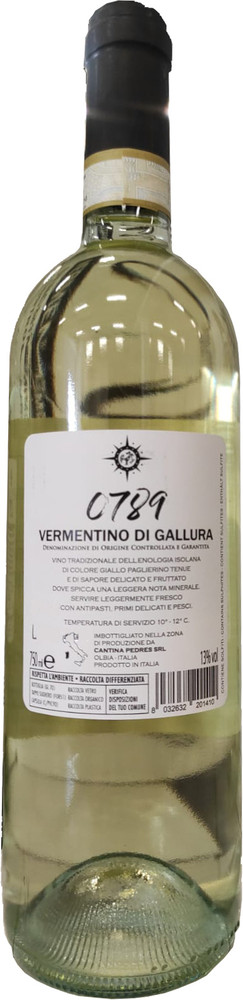 0789
VERMENTINO DI GALLURA
DENOMINAZIONE DI ORIGINE CONTROLLATA E GARANTITA
VINO TRADIZIONALE DELL'ENOLOGIA ISOLANA
DI COLORE GIALLO PAGLIERINO TENUE
E DI SAPORE DELICATO E FRUTTATO
DOVE SPICCA UNA LEGGERA NOTA MINERALE.
SERVIRE LEGGERMENTE FRESCO
CON ANTIPASTI, PRIMI DELICATI E PESCI.
TEMPERATURA DI SERVIZIO 10° - 12° C.
L
750 ml e
IMBOTTIGLIATO NELLA ZONA
DI PRODUZIONE DA
CANTINA PEDRES SRL
OLBIA - ITALIA
PRODOTTO IN ITALIA
13% vol
RISPETTA L'AMBIENTE • RACCOLTA DIFFERENZIATA
RACCOLTA VETRO
RACCOLTA ORGANICO
RACCOLTA PLASTICA
VERIFICA
DISPOSIZIONI
DEL TUO COMUNE
8 032632 201410